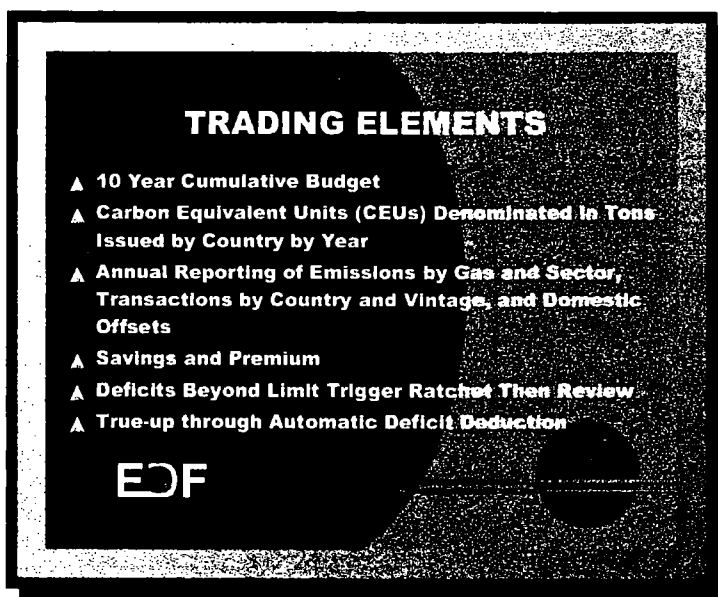 TRADING ELEMENTS
10 Year Cumulative Budget
Carbon Equivalent Units (CEUs) Denominated in Tons
Issued by Country by Year
Annual Reporting of Emissions by Gas and Sector,
Transactions by Country and Vintage, and Domestic
Offsets
Savings and Premium
Deficits Beyond Limit Trigger Ratchet Then Review
True-up through Automatic Deficit Deduction
EDF